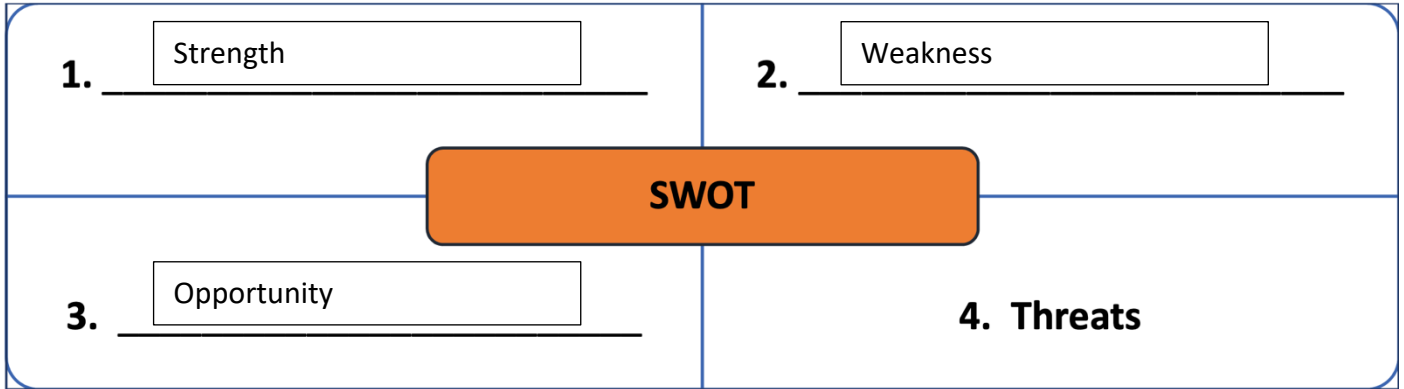 1. Strength
2. Weakness
SWOT
3. Opportunity
4. Threats